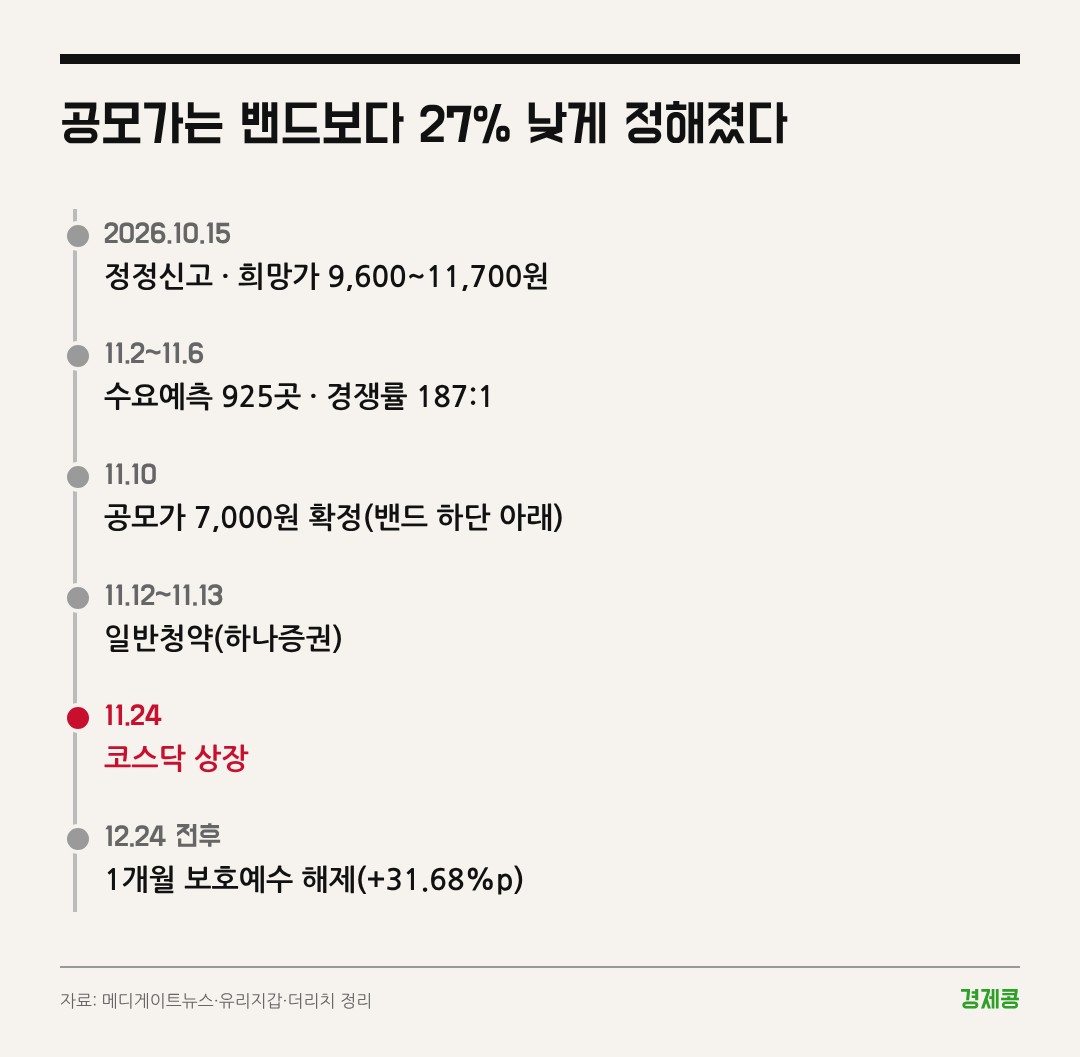 공모가는 밴드보다 27% 낮게 정해졌다
2026.10.15
정정신고 · 희망가 9,600~11,700원
11.2~11.6
수요예측 925곳 · 경쟁률 187:1
11.10
공모가 7,000원 확정(밴드 하단 아래)
11.12~11.13
일반청약(하나증권)
11.24
코스닥 상장
12.24 전후
1개월 보호예수 해제(+31.68%p)
자료: 메디게이트뉴스·유리지갑·더리치 정리
경제콩